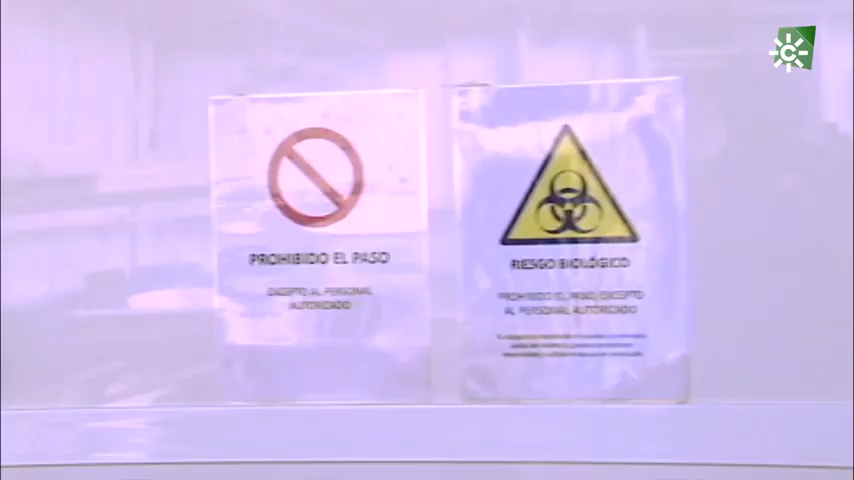 PROHIBIDO EL PASO
EXCEPTO AL PERSONAL
AUTORIZADO
RIESGO BIOLÓGICO
PROHIBIDO EL PASO, EXCEPTO
AL PERSONAL AUTORIZADO